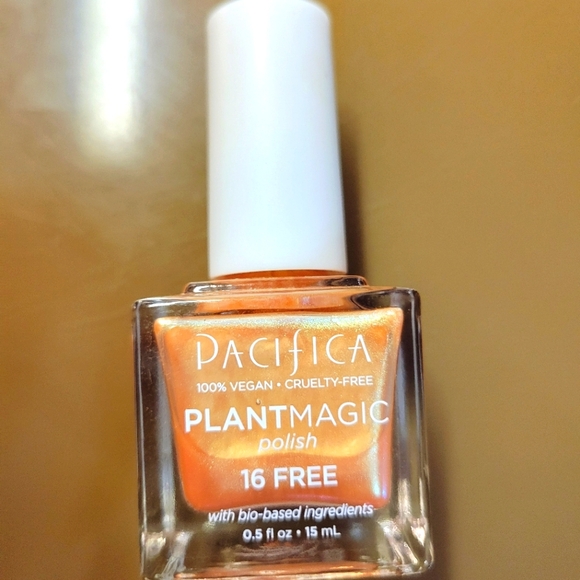 PACIFICA
100% VEGAN • CRUELTY-FREE
PLANTMAGIC
polish
16 FREE
with bio-based ingredients
0.5 fl oz • 15 mL